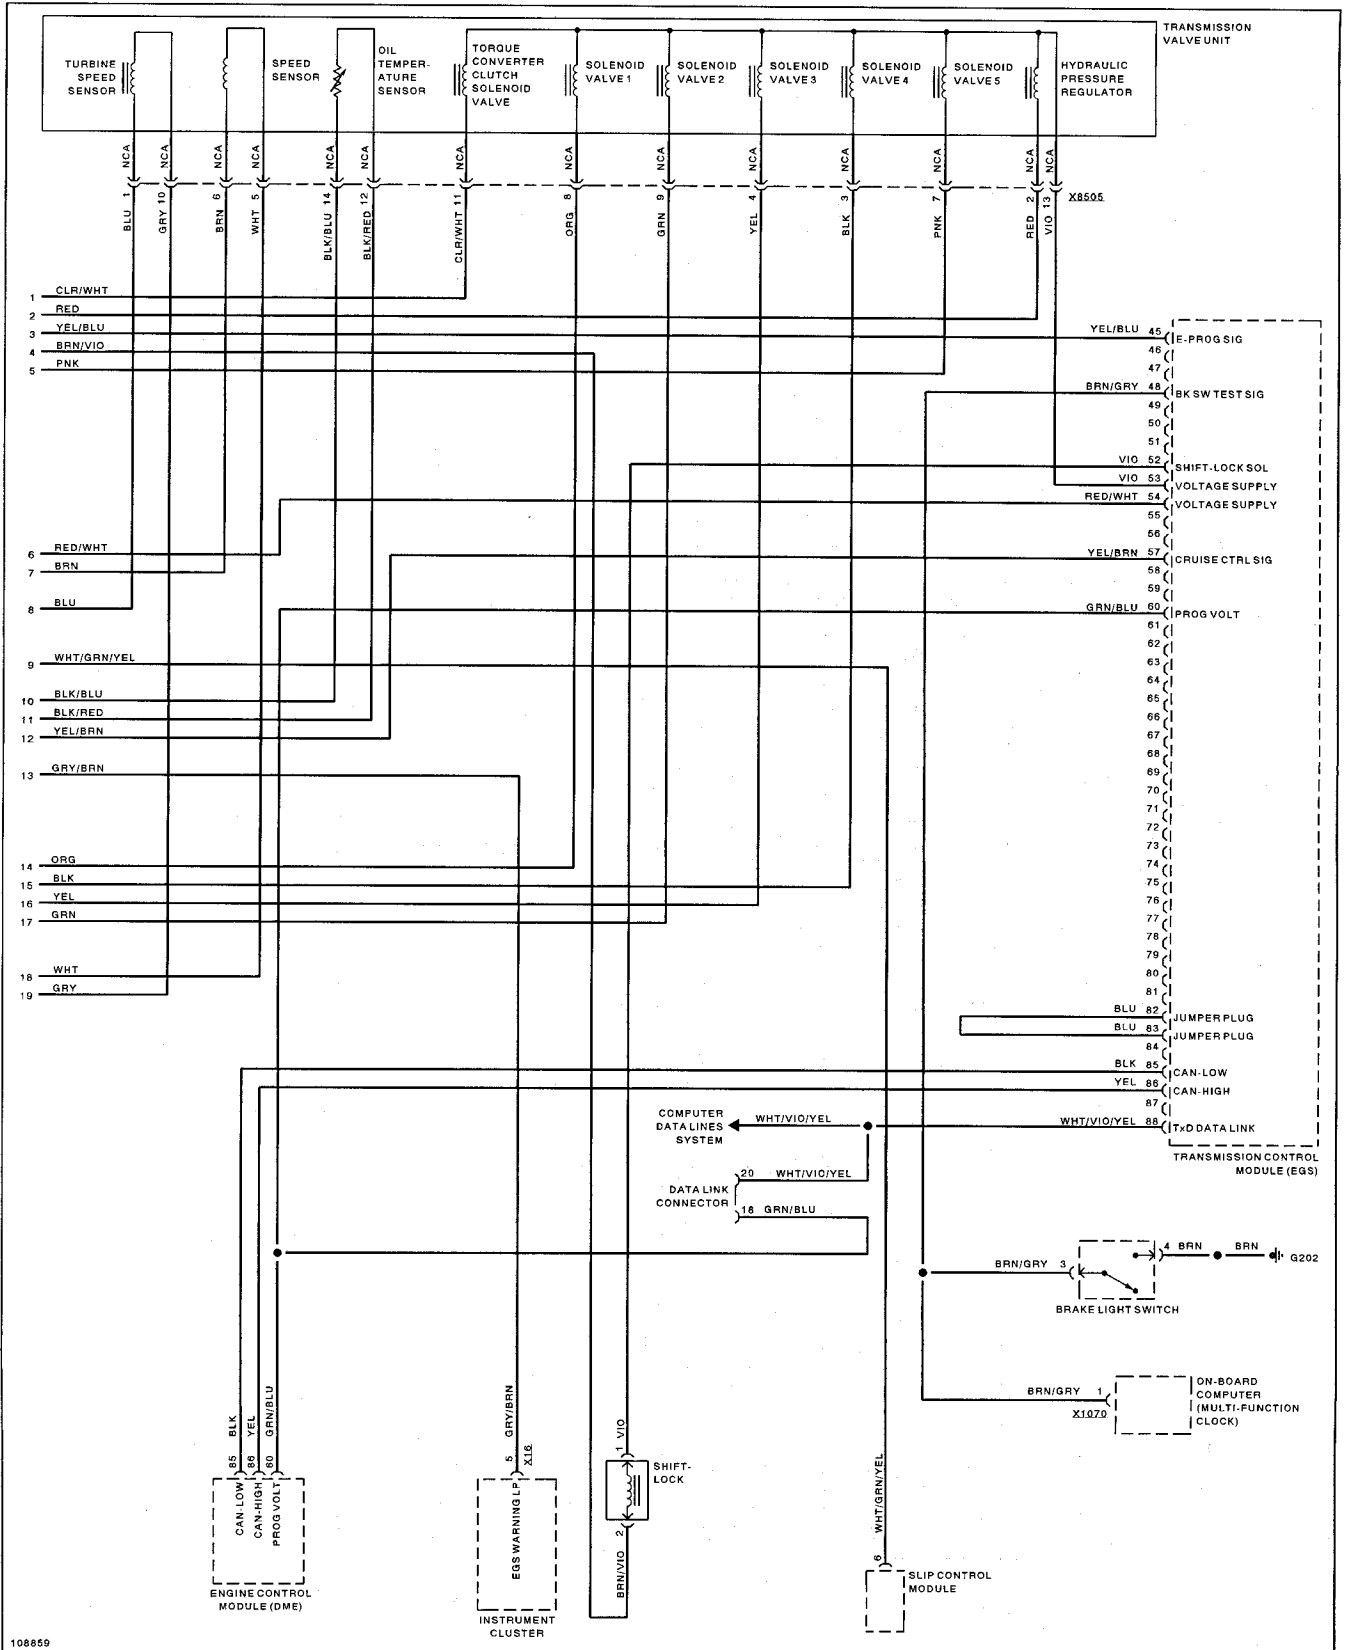 TRANSMISSION
VALVE UNIT
TURBINE
SPEED
SENSOR
SPEED
SENSOR
OIL
TEMPER-
ATURE
SENSOR
TORQUE
CONVERTER
CLUTCH
SOLENOID
VALVE
SOLENOID
VALVE 1
SOLENOID
VALVE 2
SOLENOID
VALVE 3
SOLENOID
VALVE 4
SOLENOID
VALVE 5
HYDRAULIC
PRESSURE
REGULATOR
NCA
NCA
NCA
NCA
NCA
NCA
NCA
NCA
NCA
NCA
NCA
NCA
NCA
NCA
BLU 1
GRY 10
BRN 6
WHT 5
BLK/BLU 14
BLK/RED 12
CLR/WHT 11
ORG 8
GRN 9
YEL 4
BLK 3
PNK 7
RED 2
VIO 13
X8505
1 CLR/WHT
2 RED
3 YEL/BLU
4 BRN/VIO
5 PNK
6 RED/WHT
7 BRN
8 BLU
9 WHT/GRN/YEL
10 BLK/BLU
11 BLK/RED
12 YEL/BRN
13 GRY/BRN
14 ORG
15 BLK
16 YEL
17 GRN
18 WHT
19 GRY
YEL/BLU 45 E-PROG SIG
46
47
BRN/GRY 48 BK SW TEST SIG
49
50
51
VIO 52 SHIFT-LOCK SOL
VIO 53 VOLTAGE SUPPLY
RED/WHT 54 VOLTAGE SUPPLY
55
56
YEL/BRN 57 CRUISE CTRL SIG
58
59
GRN/BLU 60 PROG VOLT
61
62
63
64
65
66
67
68
69
70
71
72
73
74
75
76
77
78
79
80
81
BLU 82 JUMPER PLUG
BLU 83 JUMPER PLUG
84
BLK 85 CAN-LOW
YEL 86 CAN-HIGH
87
WHT/VIO/YEL 88 TxD DATA LINK
TRANSMISSION CONTROL
MODULE (EGS)
COMPUTER
DATA LINES
SYSTEM
WHT/VIO/YEL
20 WHT/VIO/YEL
DATA LINK
CONNECTOR
18 GRN/BLU
BRN/GRY 3
4 BRN
BRN
G202
BRAKE LIGHT SWITCH
BRN/GRY 1
X1070
ON-BOARD
COMPUTER
(MULTI-FUNCTION
CLOCK)
85 BLK
86 YEL
60 GRN/BLU
CAN-LOW
CAN-HIGH
PROG VOLT
ENGINE CONTROL
MODULE (DME)
5 GRY/BRN
X16
EGS WARNING LP
INSTRUMENT
CLUSTER
1 VIO
SHIFT-
LOCK
BRN/VIO 2
6 WHT/GRN/YEL
SLIP CONTROL
MODULE
108859